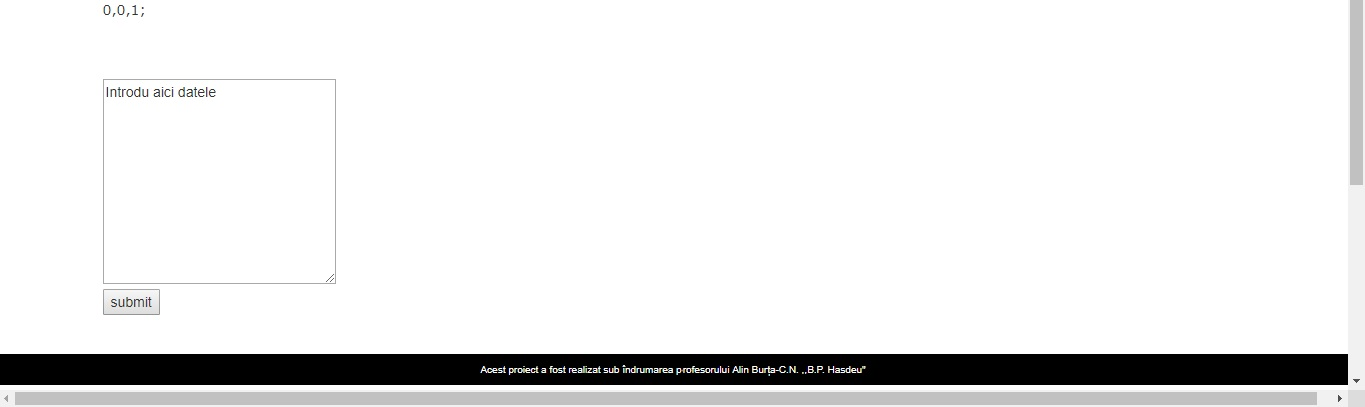 0,0,1;
Introdu aici datele
submit
Acest proiect a fost realizat sub îndrumarea profesorului Alin Burța-C.N. ,,B.P. Hasdeu"